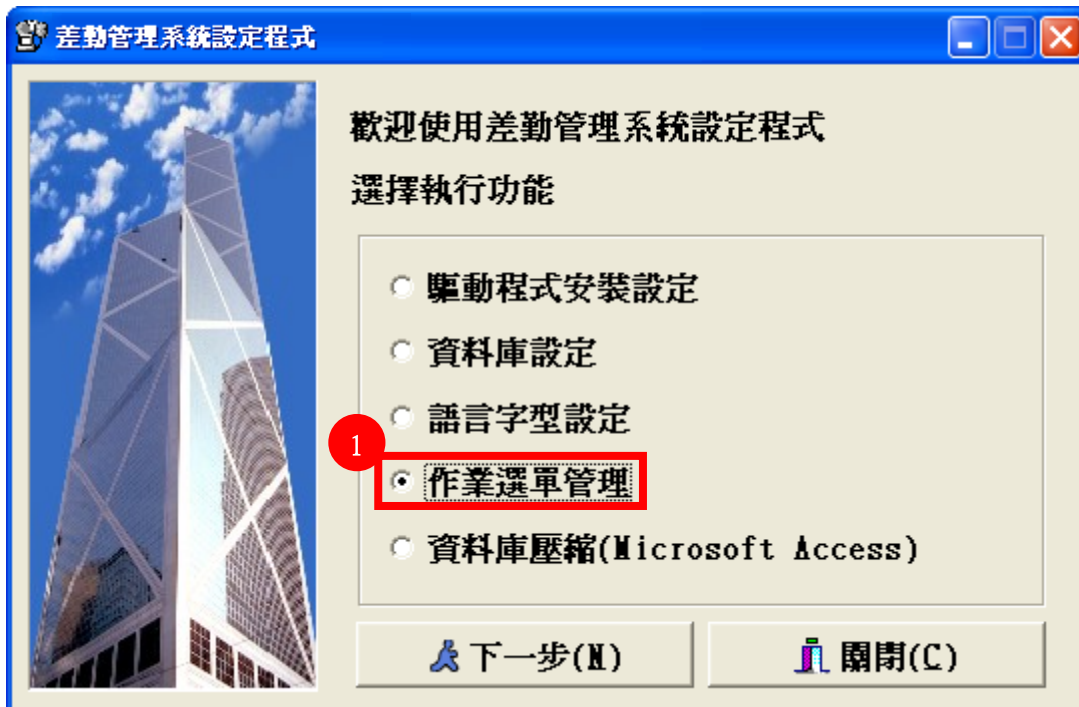 差勤管理系統設定程式
歡迎使用差勤管理系統設定程式
選擇執行功能
驅動程式安裝設定
資料庫設定
語言字型設定
1
作業選單管理
資料庫壓縮(Microsoft Access)
下一步(N)
關閉(C)